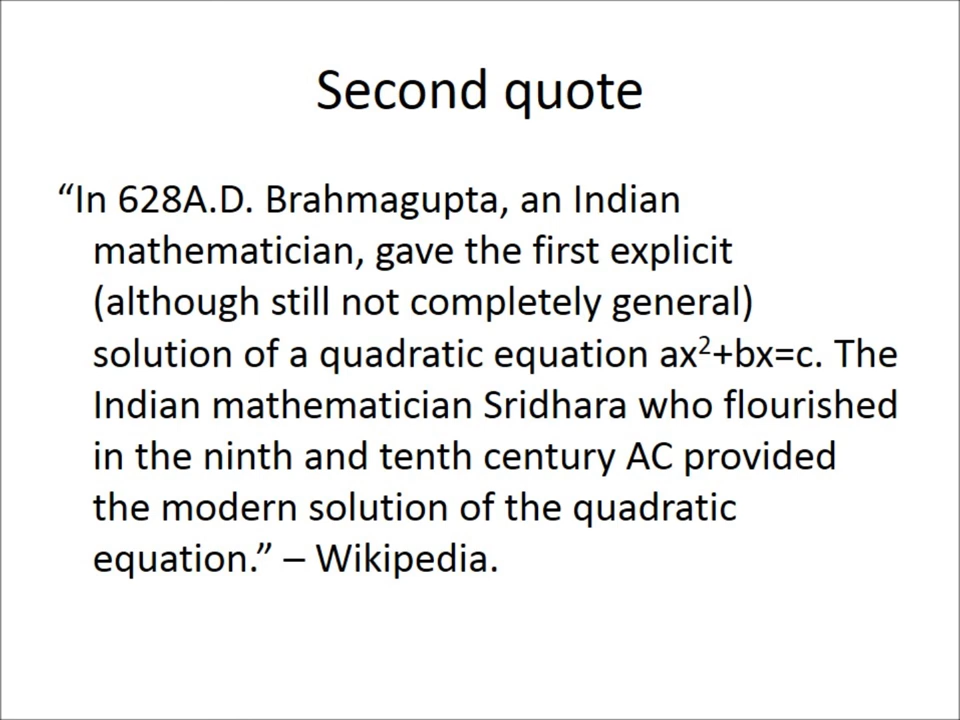 Second quote
“In 628A.D. Brahmagupta, an Indian
mathematician, gave the first explicit
(although still not completely general)
solution of a quadratic equation ax²+bx=c. The
Indian mathematician Sridhara who flourished
in the ninth and tenth century AC provided
the modern solution of the quadratic
equation.” – Wikipedia.